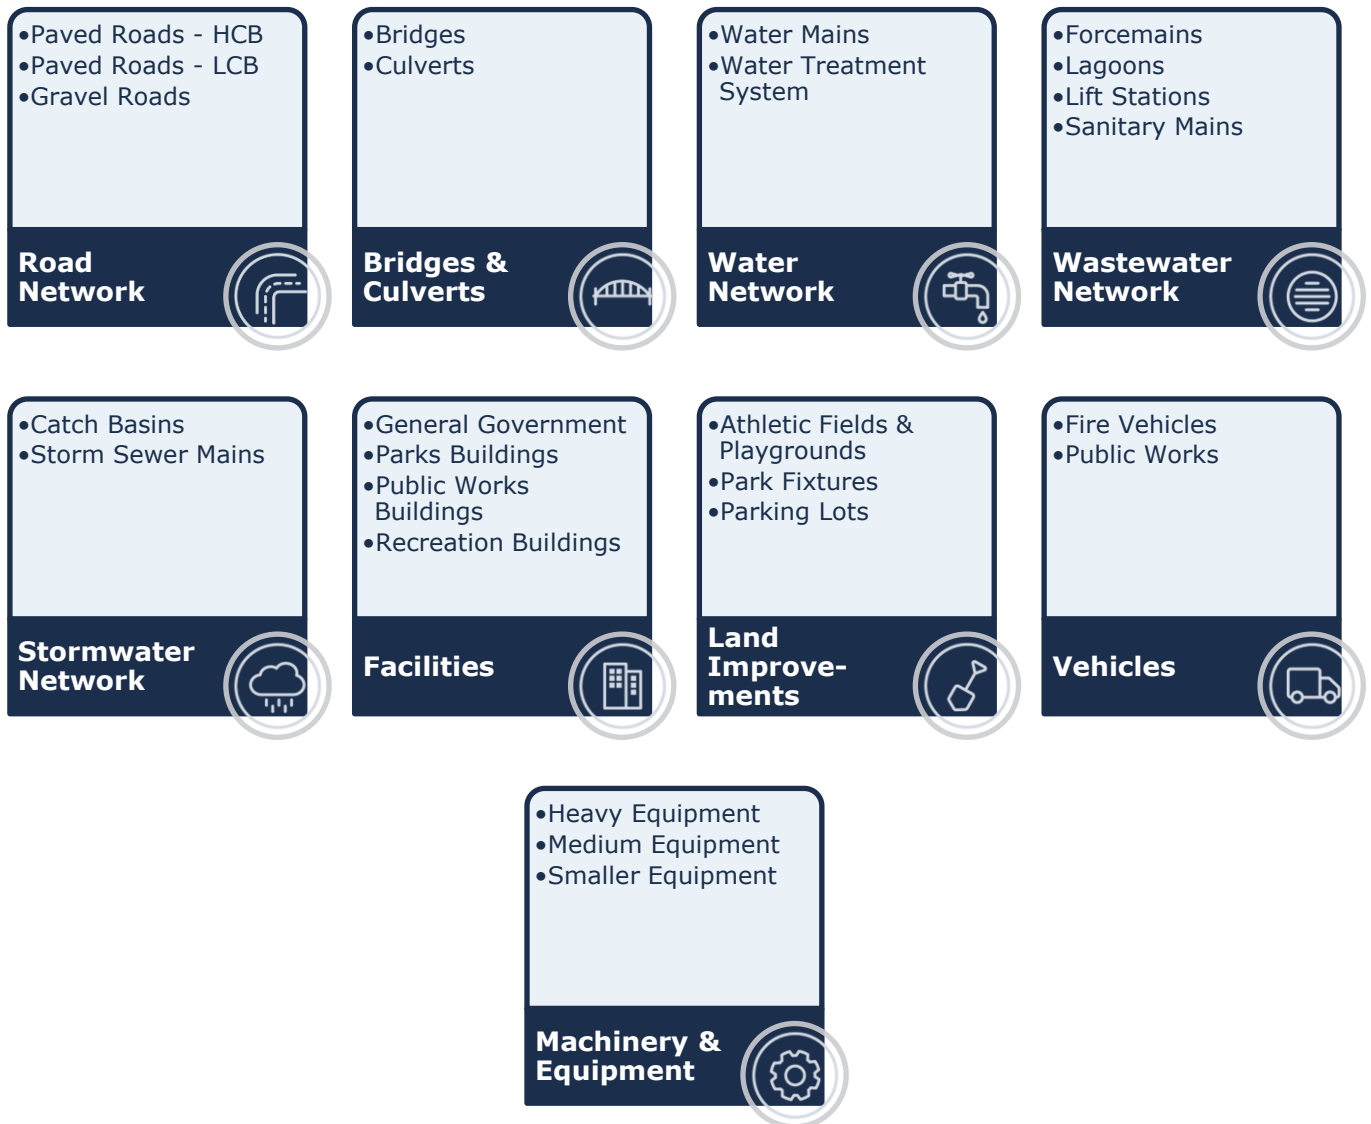 •Paved Roads - HCB
•Paved Roads - LCB
•Gravel Roads
Road
Network
•Bridges
•Culverts
Bridges &
Culverts
•Water Mains
•Water Treatment
System
Water
Network
•Forcemains
•Lagoons
•Lift Stations
•Sanitary Mains
Wastewater
Network
•Catch Basins
•Storm Sewer Mains
Stormwater
Network
•General Government
•Parks Buildings
•Public Works
Buildings
•Recreation Buildings
Facilities
•Athletic Fields &
Playgrounds
•Park Fixtures
•Parking Lots
Land
Improve-
ments
•Fire Vehicles
•Public Works
Vehicles
•Heavy Equipment
•Medium Equipment
•Smaller Equipment
Machinery &
Equipment